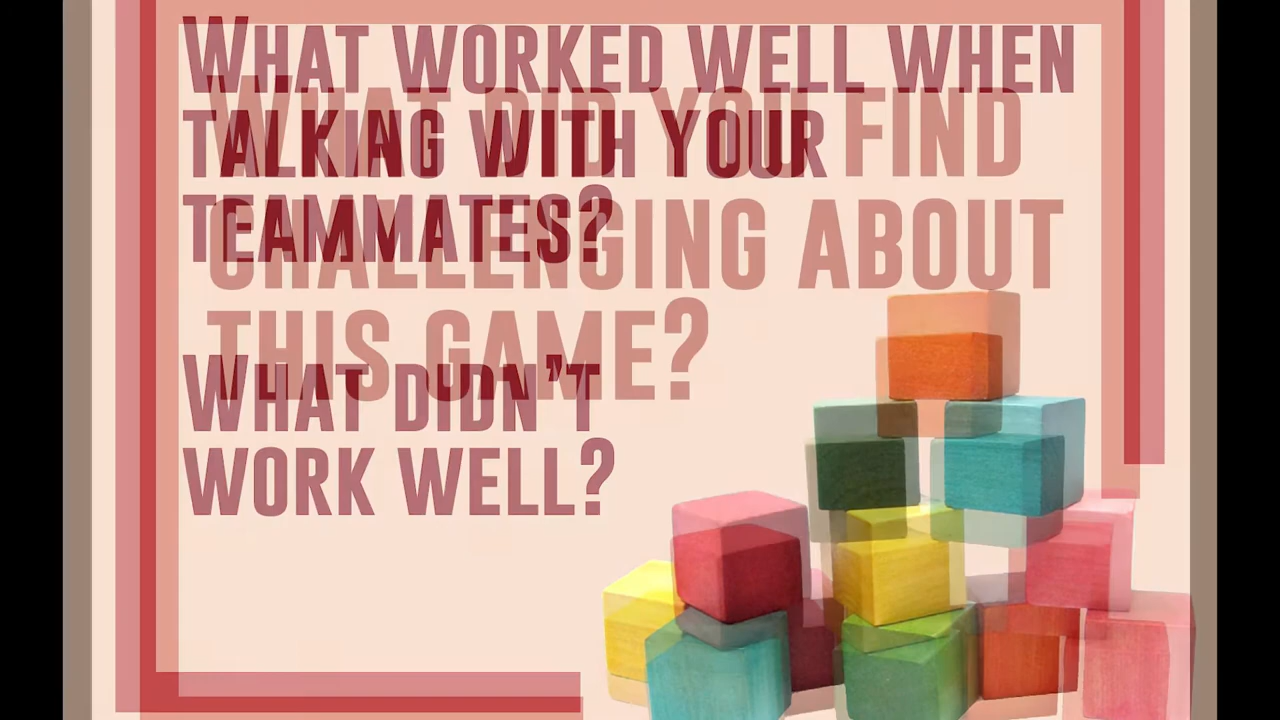 What worked well when
talking with your
teammates?
What didn't
work well?
What did you find
challenging about
this game?